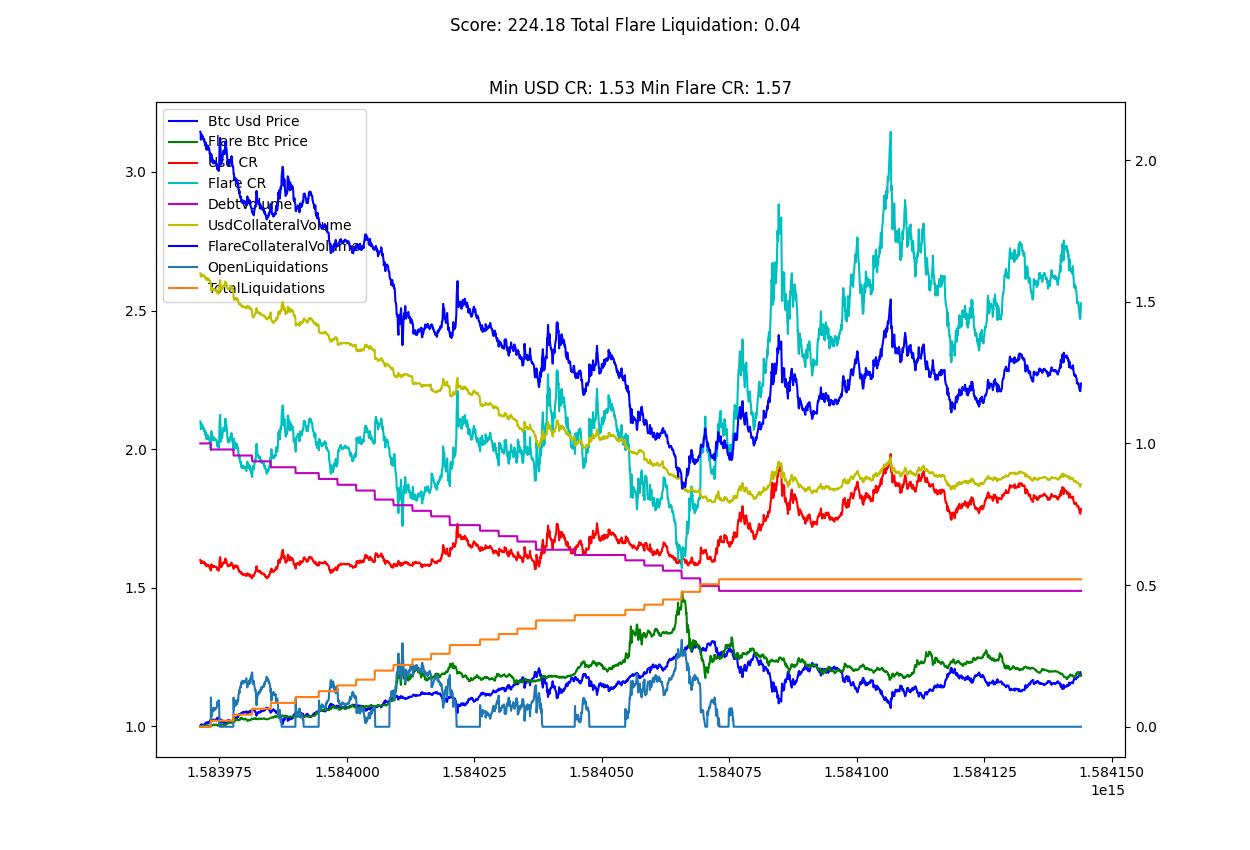 Score: 224.18 Total Flare Liquidation: 0.04
Min USD CR: 1.53 Min Flare CR: 1.57
Btc Usd Price
Flare Btc Price
Usd CR
Flare CR
DebtVolume
UsdCollateralVolume
FlareCollateralVolume
OpenLiquidations
TotalLiquidations
3.0
2.5
2.0
1.5
1.0
2.0
1.5
1.0
0.5
0.0
1.583975
1.584000
1.584025
1.584050
1.584075
1.584100
1.584125
1.584150
1e15